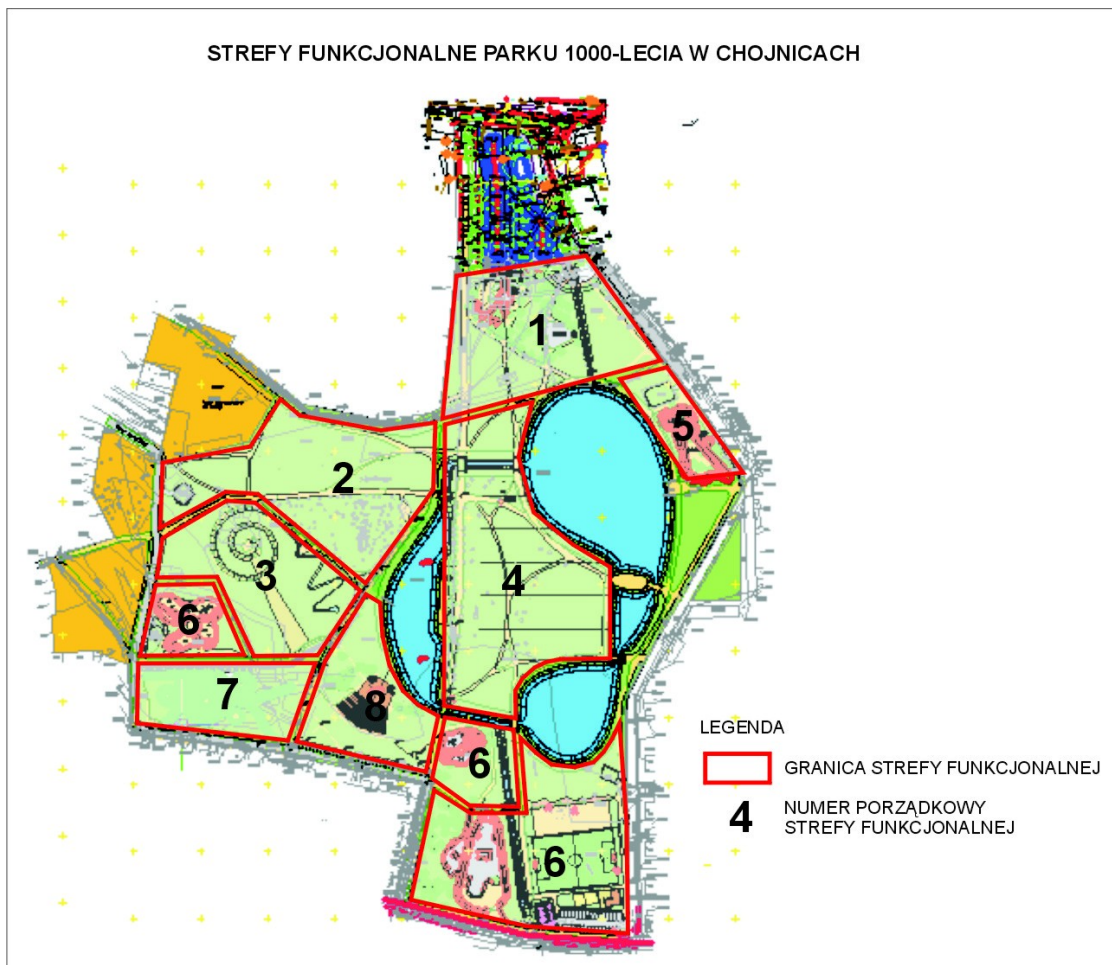 STREFY FUNKCJONALNE PARKU 1000-LECIA W CHOJNICACH
1
5
2
4
3
6
7
8
6
6
LEGENDA
GRANICA STREFY FUNKCJONALNEJ
4 NUMER PORZĄDKOWY
STREFY FUNKCJONALNEJ